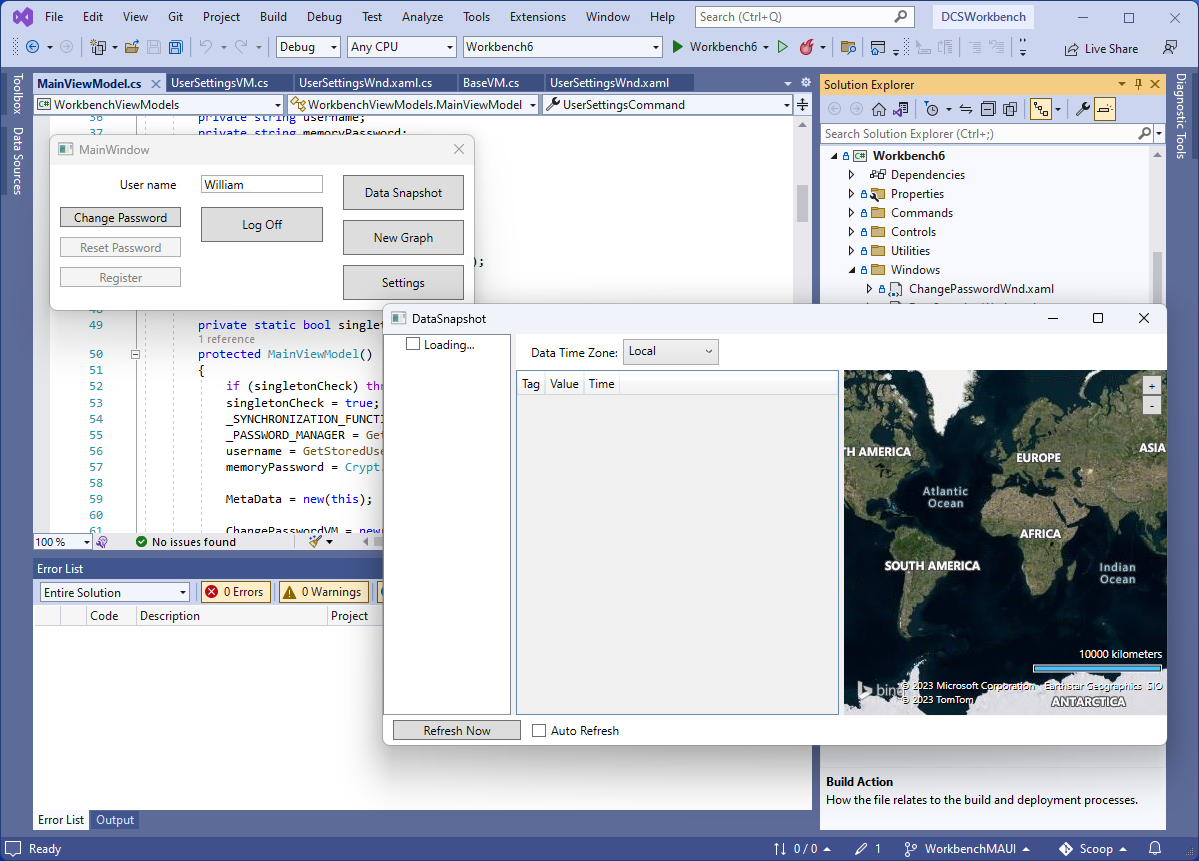 File Edit View Git Project Build Debug Test Analyze Tools Extensions Window Help Search (Ctrl+Q) DCSWorkbench
Debug Any CPU Workbench6 Workbench6 Live Share
Toolbox
Data Sources
MainViewModel.cs UserSettingsVM.cs UserSettingsWnd.xaml.cs BaseVM.cs UserSettingsWnd.xaml
C# WorkbenchViewModels WorkbenchViewModels.MainViewModel UserSettingsCommand
36 private string username;
37 private string memoryPassword;
MainWindow
User name William Data Snapshot
Change Password Log Off
Reset Password New Graph
Register Settings
);
48
49 private static bool singlet
1 reference
50 protected MainViewModel()
51 {
52 if (singletonCheck) thr
53 singletonCheck = true;
54 _SYNCHRONIZATION_FUNCTI
55 _PASSWORD_MANAGER = Get
56 username = GetStoredUse
57 memoryPassword = Crypt
58
59 MetaData = new(this);
60
61 ChangePasswordVM = new
100 % No issues found
Error List
Entire Solution 0 Errors 0 Warnings
Code Description Project
Error List Output
Solution Explorer
Search Solution Explorer (Ctrl+;)
C# Workbench6
Dependencies
Properties
Commands
Controls
Utilities
Windows
ChangePasswordWnd.xaml
Diagnostic Tools
DataSnapshot
Loading...
Data Time Zone: Local
Tag Value Time
+
-
TH AMERICA
EUROPE
ASIA
Atlantic
Ocean
AFRICA
SOUTH AMERICA
Indian
Ocean
10000 kilometers
bing
© 2023 Microsoft Corporation Earthstar Geographics SIO
© 2023 TomTom
ANTARCTICA
Refresh Now Auto Refresh
Build Action
How the file relates to the build and deployment processes.
Ready 0 / 0 1 WorkbenchMAUI Scoop